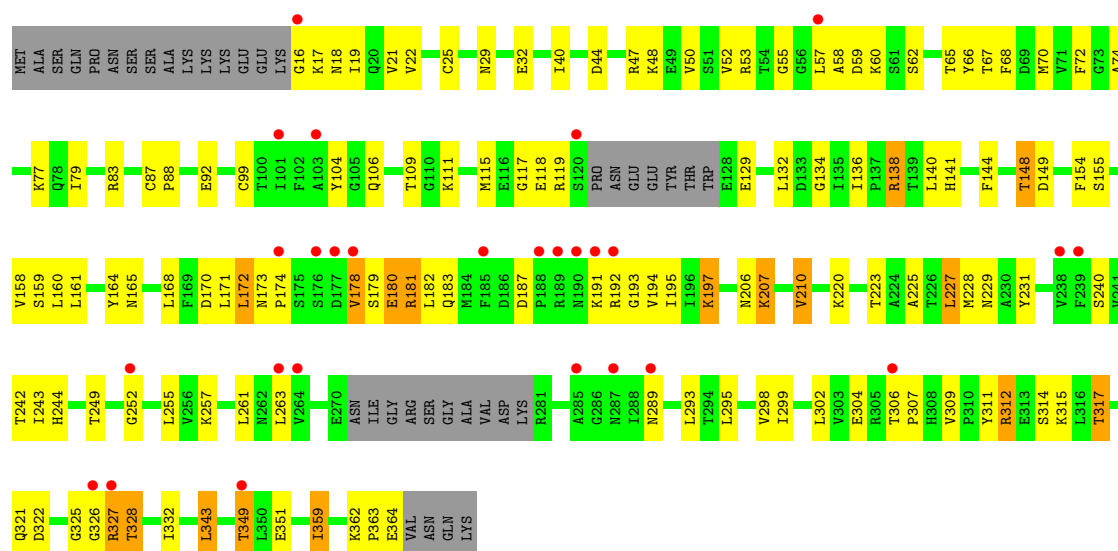 MET ALA SER GLN PRO ASN SER SER ALA LYS LYS LYS GLU GLU LYS G16 K17 N18 I19 Q20 V21 V22 C25 N29 E32 I40 D44 R47 K48 E49 V50 S51 V52 R53 T54 G55 G56 L57 A58 D59 K60 S61 S62 T65 Y66 T67 F68 D69 M70 V71 F72 G73 A74
K77 Q78 I79 R83 C87 P88 E92 C99 T100 I101 F102 A103 Y104 G105 Q106 T109 G110 K111 M115 E116 G117 E118 R119 S120 PRO ASN GLU GLU TYR THR TRP E128 E129 L132 D133 G134 I135 I136 P137 R138 T139 L140 H141 F144 T148 D149 F154 S155
V158 S159 L160 L161 Y164 N165 L168 F169 D170 L171 L172 N173 P174 S175 S176 D177 V178 S179 E180 R181 L182 Q183 M184 F185 D186 D187 P188 R189 N190 K191 R192 G193 V194 I195 I196 K197 N206 K207 V210 K220 T223 A224 A225 T226 L227 M228 N229 A230 Y231 V238 F239 S240
T242 I243 H244 T249 G252 L255 V256 K257 L261 N262 L263 V264 E270 ASN ILE GLY ARG SER GLY ALA VAL ASP LYS R281 A285 G286 N287 I288 N289 L293 T294 L295 V298 I299 L302 V303 E304 R305 T306 P307 H308 V309 P310 Y311 R312 E313 S314 K315 L316 T317
Q321 D322 G325 G326 R327 T328 I332 L343 T349 L350 E351 I359 K362 P363 E364 VAL ASN GLN LYS